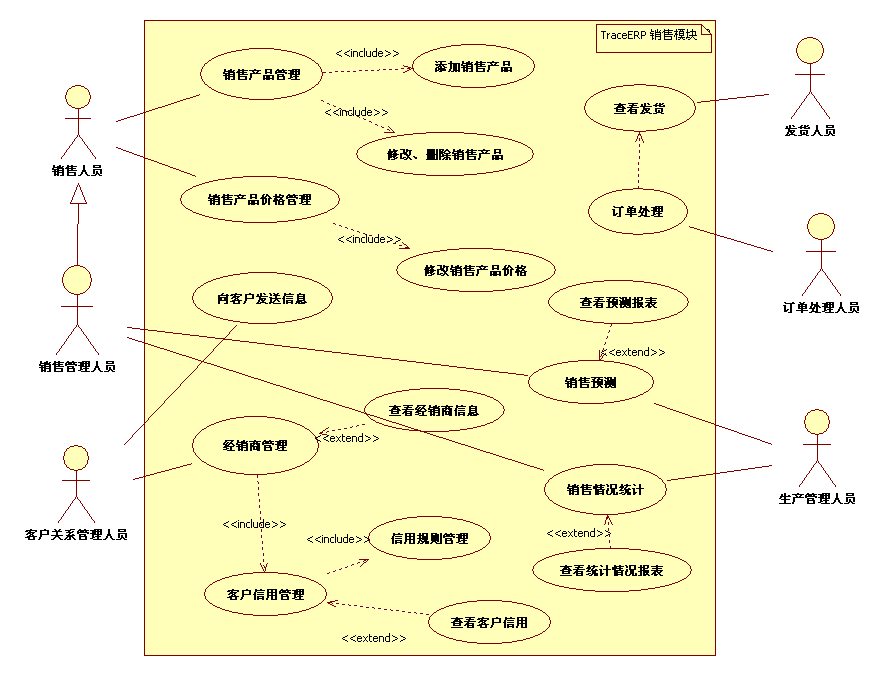 TraceERP 销售模块
<<include>>
销售产品管理
添加销售产品
查看发货
发货人员
<<include>>
销售人员
修改、删除销售产品
销售产品价格管理
订单处理
<<include>>
修改销售产品价格
向客户发送信息
查看预测报表
订单处理人员
<<extend>>
销售管理人员
销售预测
查看经销商信息
<<extend>>
经销商管理
销售情况统计
生产管理人员
<<include>>
客户关系管理人员
<<include>>
信用规则管理
<<extend>>
查看统计情况报表
客户信用管理
查看客户信用
<<extend>>